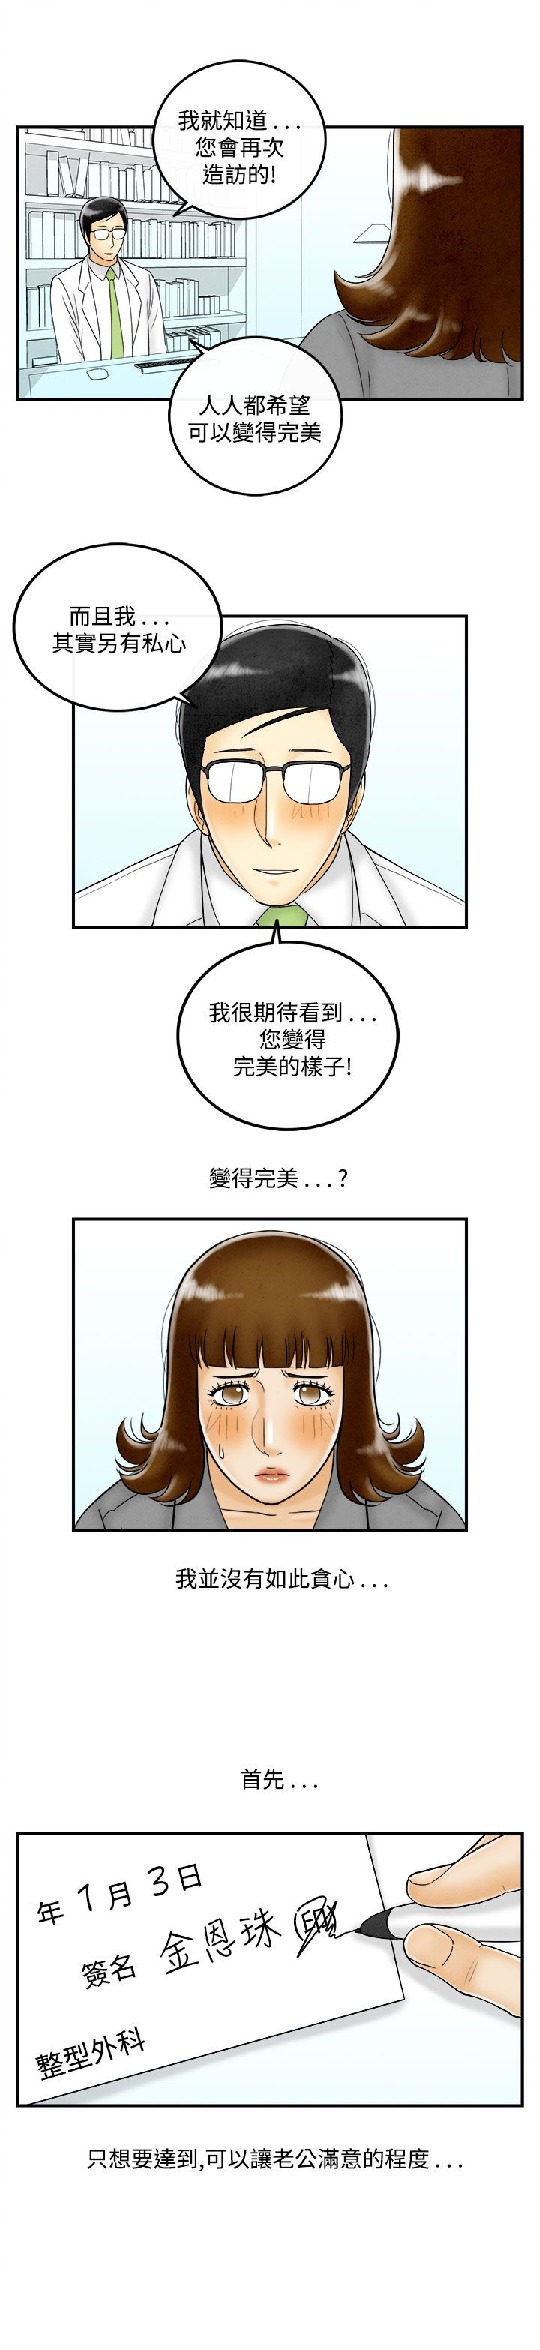 我就知道...
您會再次
造訪的!
人人都希望
可以變得完美
而且我...
其實另有私心
我很期待看到...
您變得
完美的樣子!
變得完美...?
我並沒有如此貪心...
首先...
年1月3日
簽名 金恩珠 印
整型外科
只想要達到,可以讓老公滿意的程度...